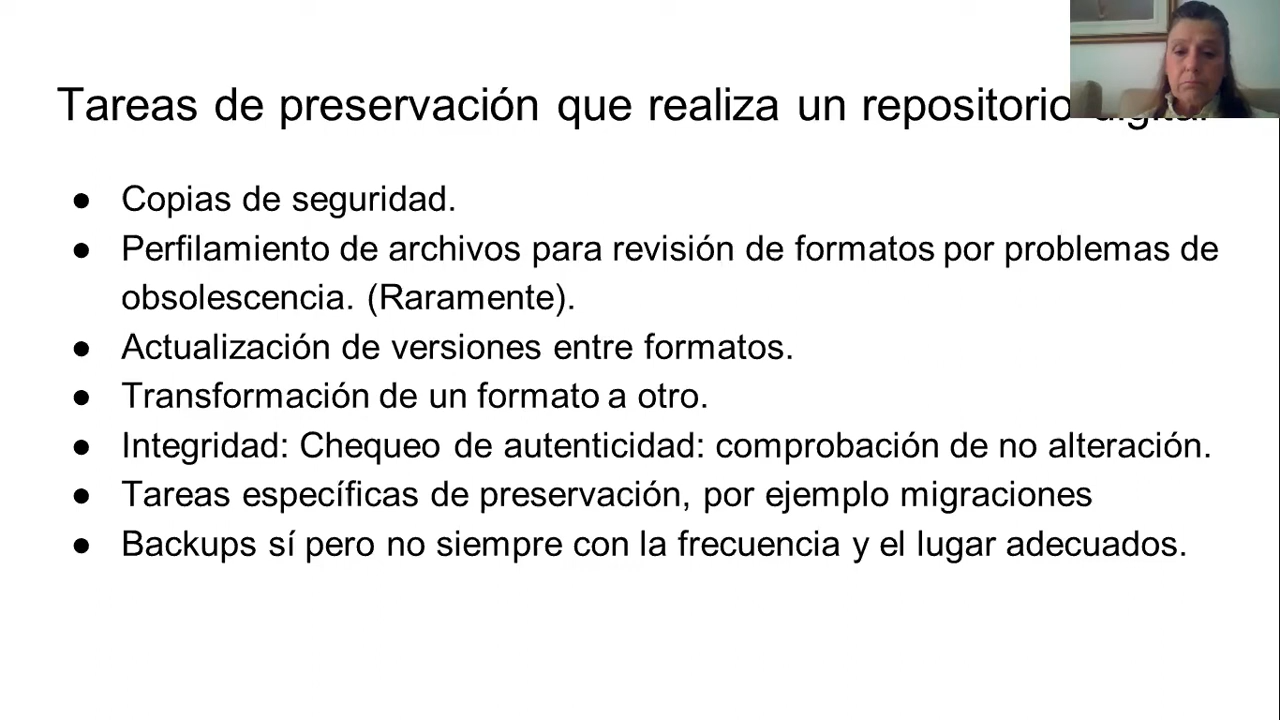 Tareas de preservación que realiza un repositorio digital
● Copias de seguridad.
● Perfilamiento de archivos para revisión de formatos por problemas de
obsolescencia. (Raramente).
● Actualización de versiones entre formatos.
● Transformación de un formato a otro.
● Integridad: Chequeo de autenticidad: comprobación de no alteración.
● Tareas específicas de preservación, por ejemplo migraciones
● Backups sí pero no siempre con la frecuencia y el lugar adecuados.